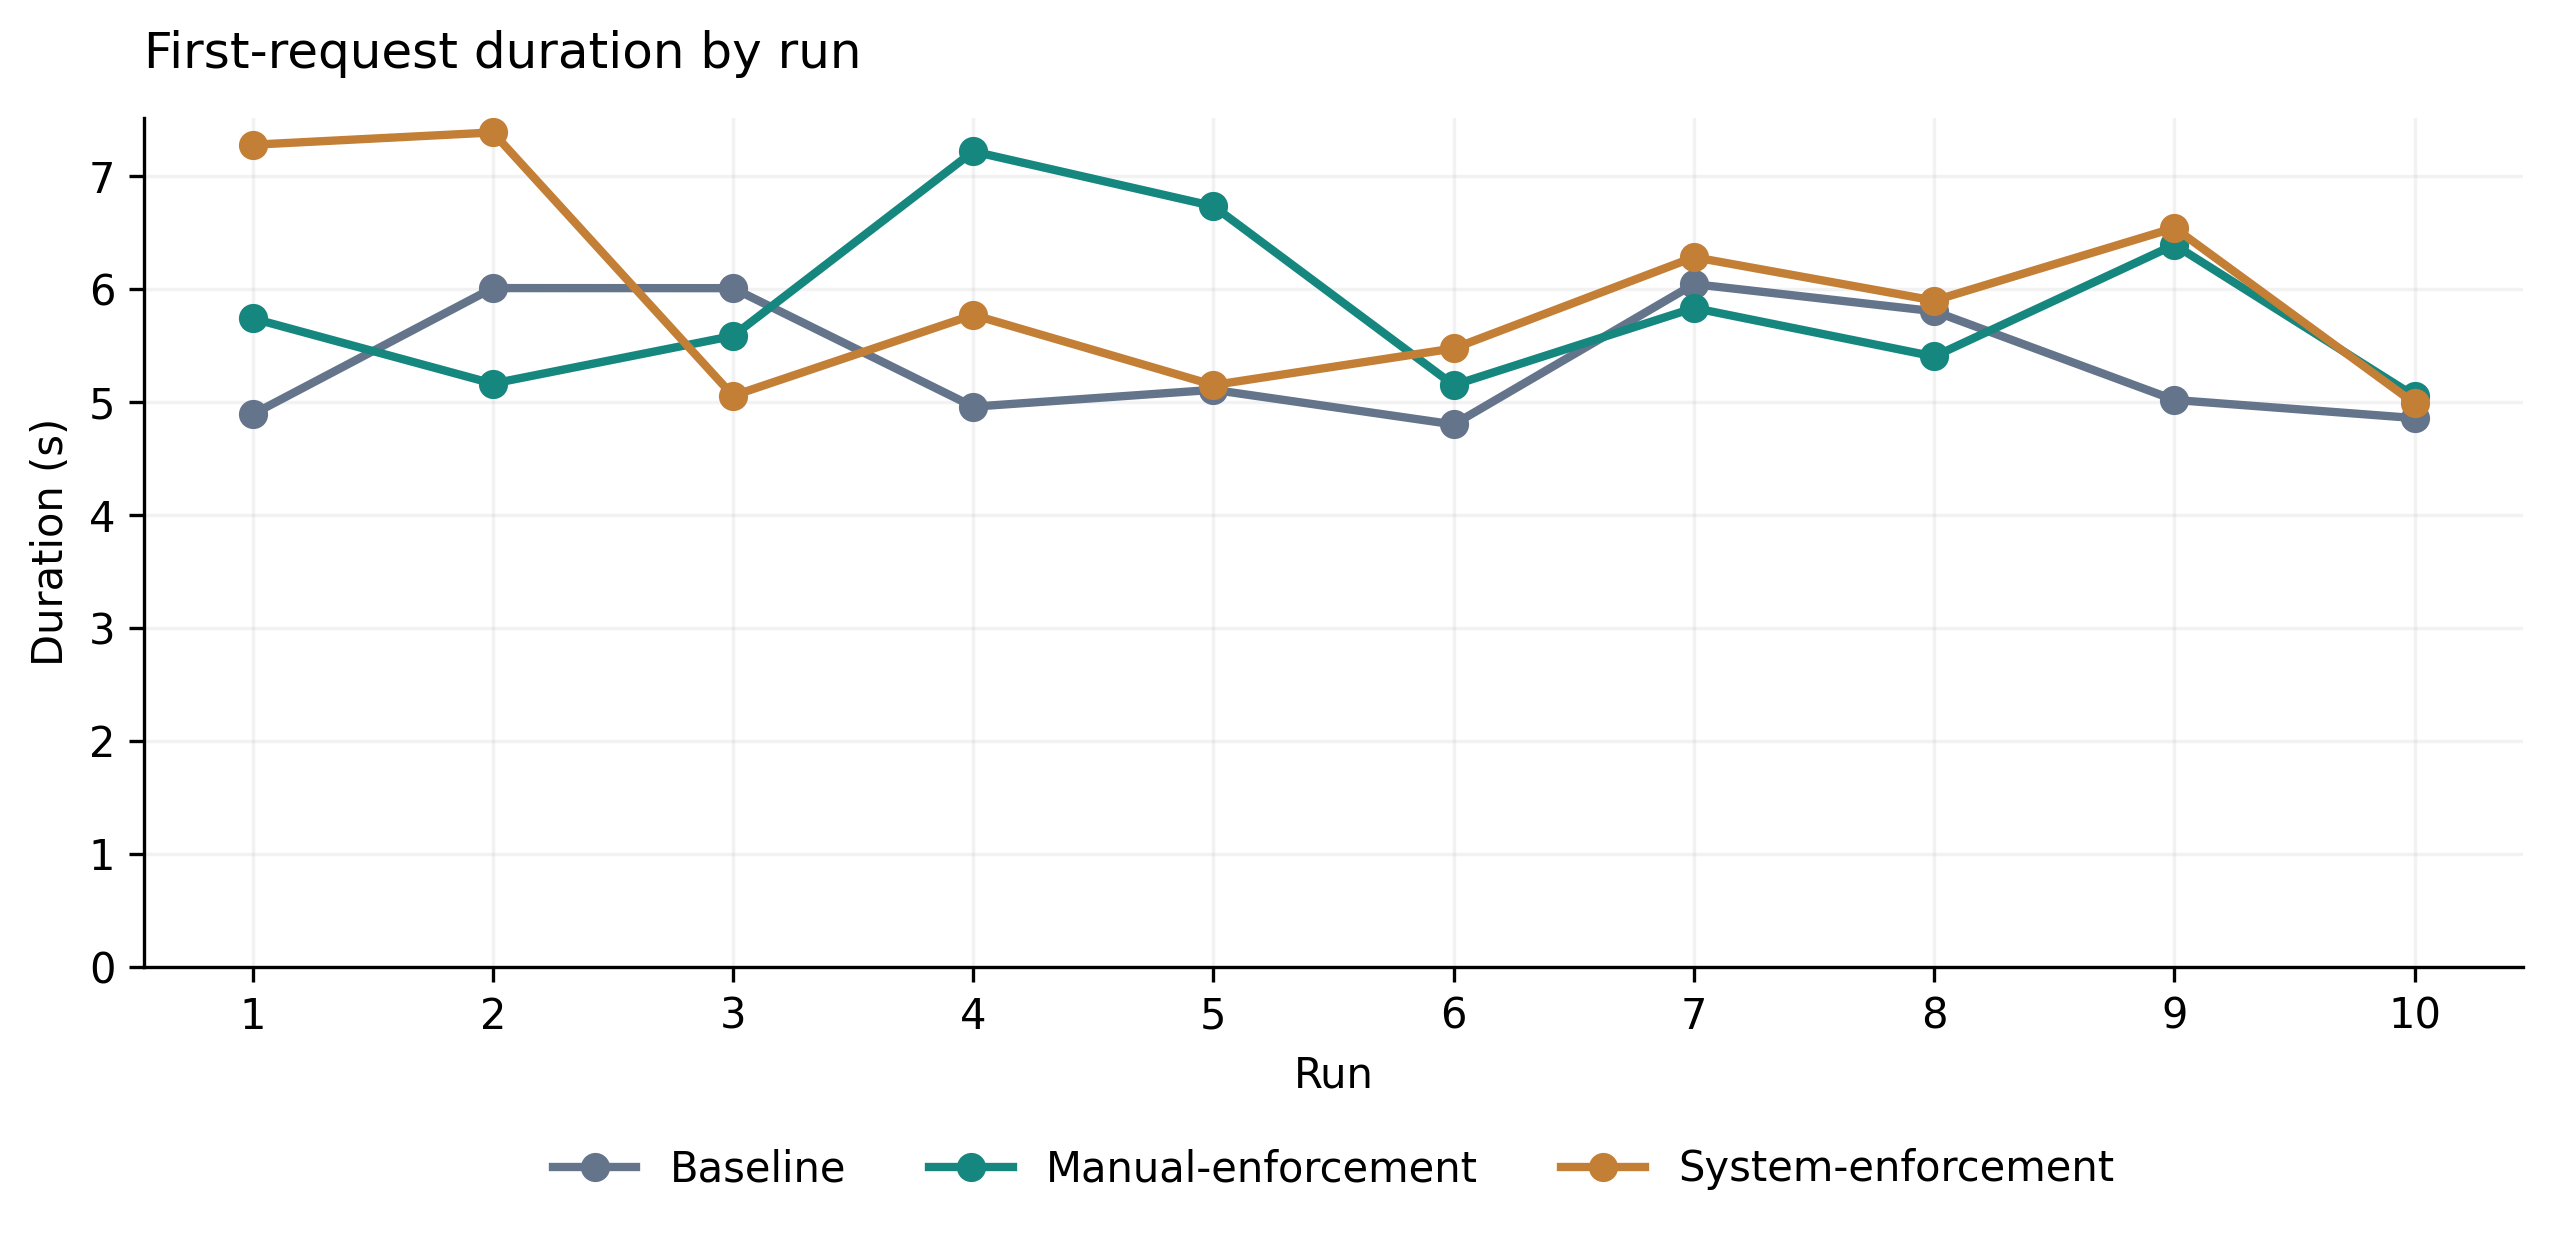 First-request duration by run
Duration (s)
7
6
5
4
3
2
1
0
1 2 3 4 5 6 7 8 9 10
Run
Baseline Manual-enforcement System-enforcement